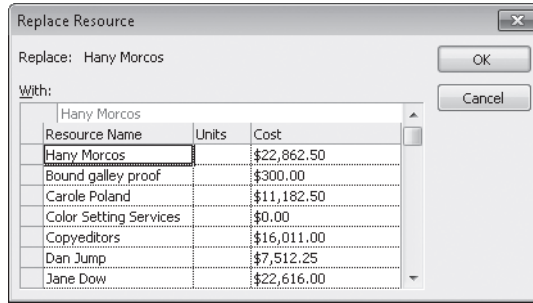 Replace Resource
Replace: Hany Morcos
OK
With:
Cancel
Hany Morcos
Resource Name Units Cost
Hany Morcos $22,862.50
Bound galley proof $300.00
Carole Poland $11,182.50
Color Setting Services $0.00
Copyeditors $16,011.00
Dan Jump $7,512.25
Jane Dow $22,616.00